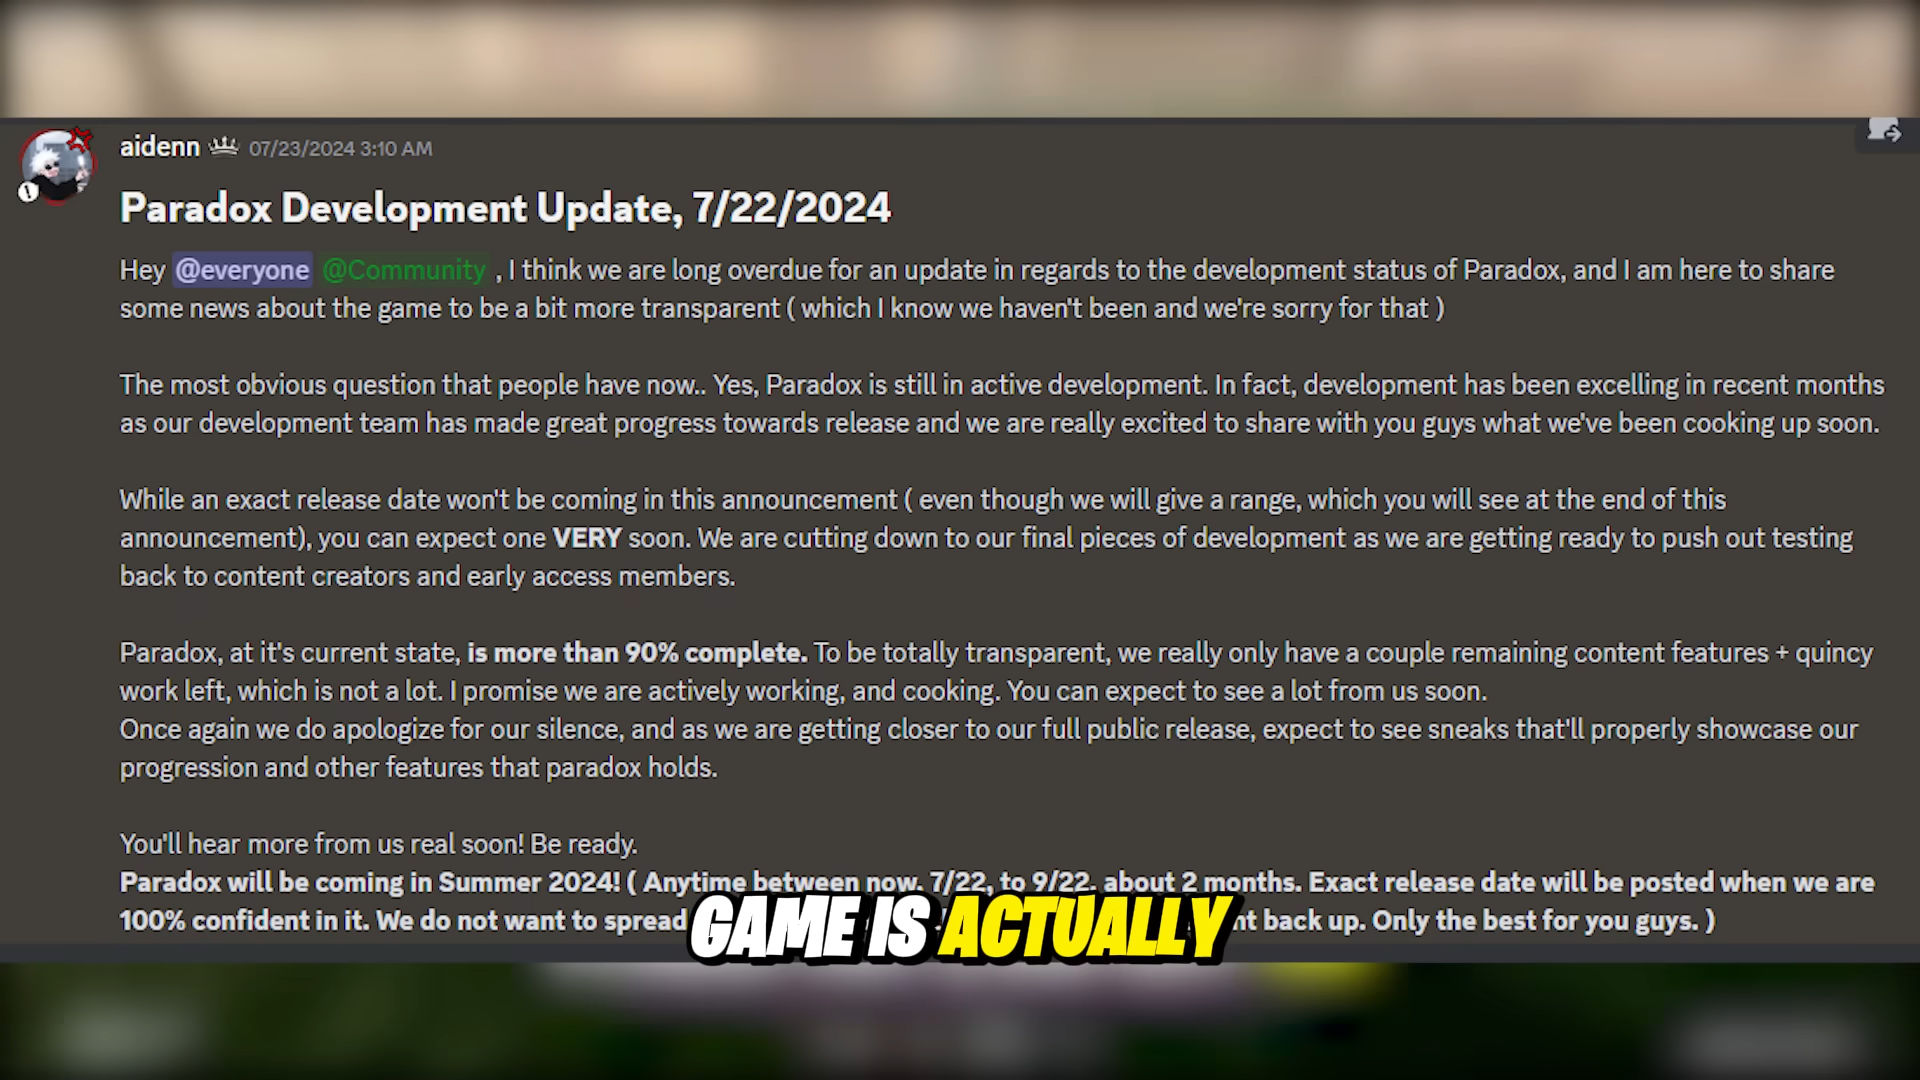 aidenn 07/23/2024 3:10 AM
Paradox Development Update, 7/22/2024
Hey @everyone @Community , I think we are long overdue for an update in regards to the development status of Paradox, and I am here to share
some news about the game to be a bit more transparent ( which I know we haven't been and we're sorry for that )
The most obvious question that people have now.. Yes, Paradox is still in active development. In fact, development has been excelling in recent months
as our development team has made great progress towards release and we are really excited to share with you guys what we've been cooking up soon.
While an exact release date won't be coming in this announcement ( even though we will give a range, which you will see at the end of this
announcement), you can expect one VERY soon. We are cutting down to our final pieces of development as we are getting ready to push out testing
back to content creators and early access members.
Paradox, at it's current state, is more than 90% complete. To be totally transparent, we really only have a couple remaining content features + quincy
work left, which is not a lot. I promise we are actively working, and cooking. You can expect to see a lot from us soon.
Once again we do apologize for our silence, and as we are getting closer to our full public release, expect to see sneaks that'll properly showcase our
progression and other features that paradox holds.
You'll hear more from us real soon! Be ready.
Paradox will be coming in Summer 2024! ( Anytime between now, 7/22, to 9/22, about 2 months. Exact release date will be posted when we are
100% confident in it. We do not want to spread back up. Only the best for you guys. )
GAME IS ACTUALLY